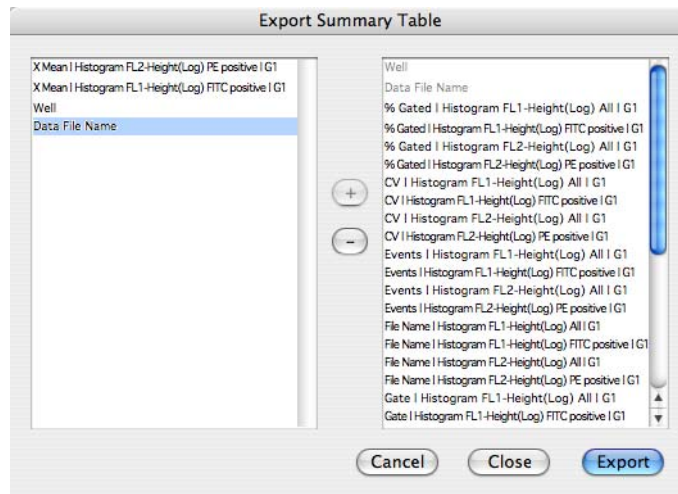 Export Summary Table
X Mean | Histogram FL2-Height(Log) PE positive | G1
X Mean | Histogram FL1-Height(Log) FITC positive | G1
Well
Data File Name
+
-
Well
Data File Name
% Gated | Histogram FL1-Height(Log) All | G1
% Gated | Histogram FL1-Height(Log) FITC positive | G1
% Gated | Histogram FL2-Height(Log) All | G1
% Gated | Histogram FL2-Height(Log) PE positive | G1
CV | Histogram FL1-Height(Log) All | G1
CV | Histogram FL1-Height(Log) FITC positive | G1
CV | Histogram FL2-Height(Log) All | G1
CV | Histogram FL2-Height(Log) PE positive | G1
Events | Histogram FL1-Height(Log) All | G1
Events | Histogram FL1-Height(Log) FITC positive | G1
Events | Histogram FL2-Height(Log) All | G1
Events | Histogram FL2-Height(Log) PE positive | G1
File Name | Histogram FL1-Height(Log) All | G1
File Name | Histogram FL1-Height(Log) FITC positive | G1
File Name | Histogram FL2-Height(Log) All | G1
File Name | Histogram FL2-Height(Log) PE positive | G1
Gate | Histogram FL1-Height(Log) All | G1
Gate | Histogram FL1-Height(Log) FITC positive | G1
Cancel Close Export